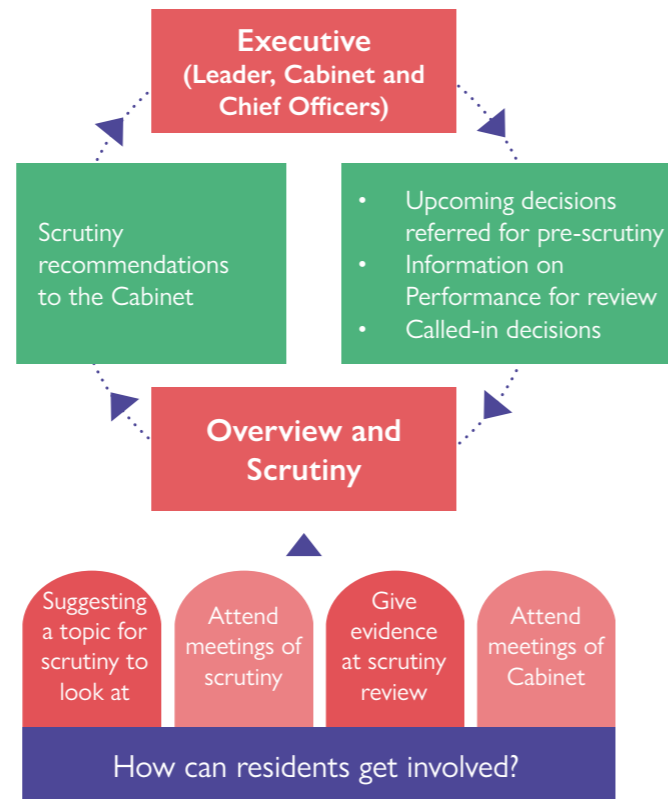 Executive
(Leader, Cabinet and
Chief Officers)
Scrutiny
recommendations
to the Cabinet
• Upcoming decisions
referred for pre-scrutiny
• Information on
Performance for review
• Called-in decisions
Overview and
Scrutiny
Suggesting
a topic for
scrutiny to
look at
Attend
meetings of
scrutiny
Give
evidence
at scrutiny
review
Attend
meetings of
Cabinet
How can residents get involved?